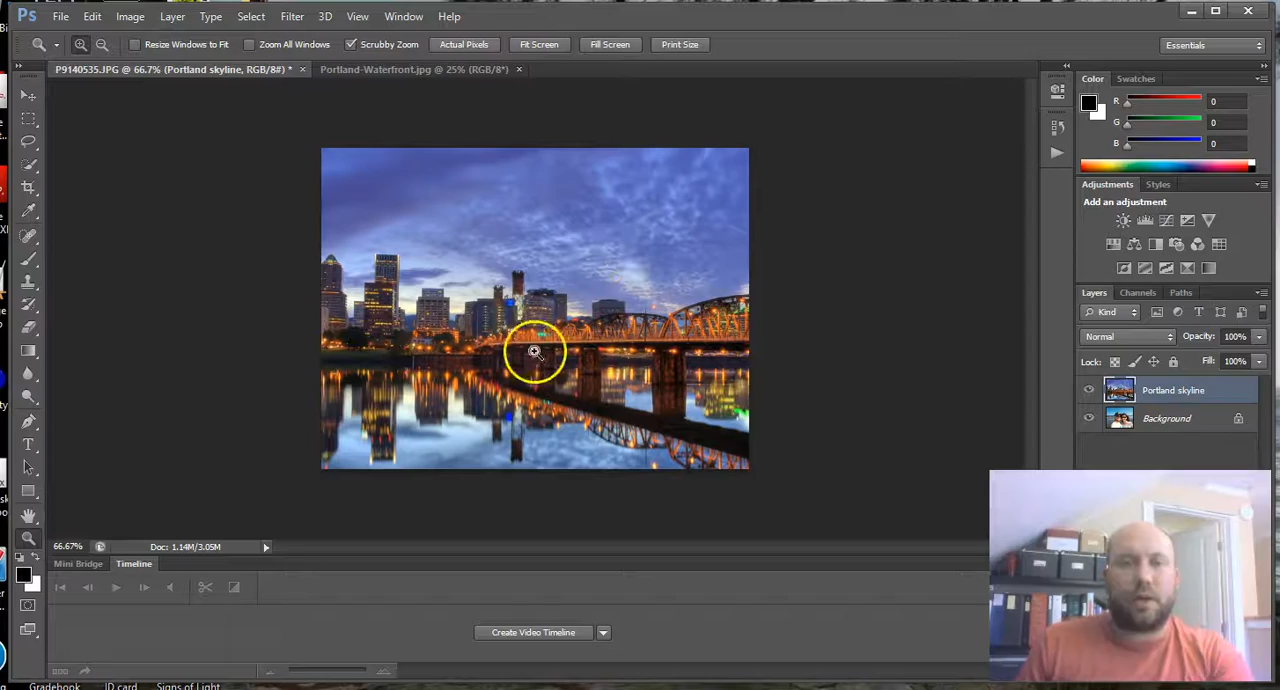 Ps File Edit Image Layer Type Select Filter 3D View Window Help
Resize Windows to Fit Zoom All Windows Scrubby Zoom Actual Pixels Fit Screen Fill Screen Print Size Essentials
P9140535.JPG @ 66.7% (Portland skyline, RGB/8#) * × Portland-Waterfront.jpg @ 25% (RGB/8*) ×
Color Swatches
R 0
G 0
B 0
Adjustments Styles
Add an adjustment
Layers Channels Paths
Kind
Normal Opacity: 100%
Lock: Fill: 100%
Portland skyline
Background
66.67% Doc: 1.14M/3.05M
Mini Bridge Timeline
Create Video Timeline
Gradebook ID card Signs of Light